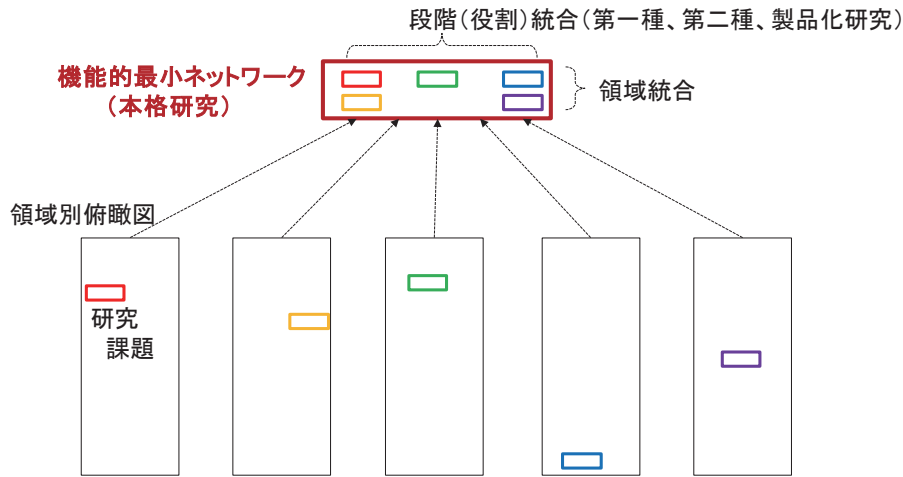 段階(役割)統合(第一種、第二種、製品化研究)
機能的最小ネットワーク
(本格研究)
領域統合
領域別俯瞰図
研究
課題